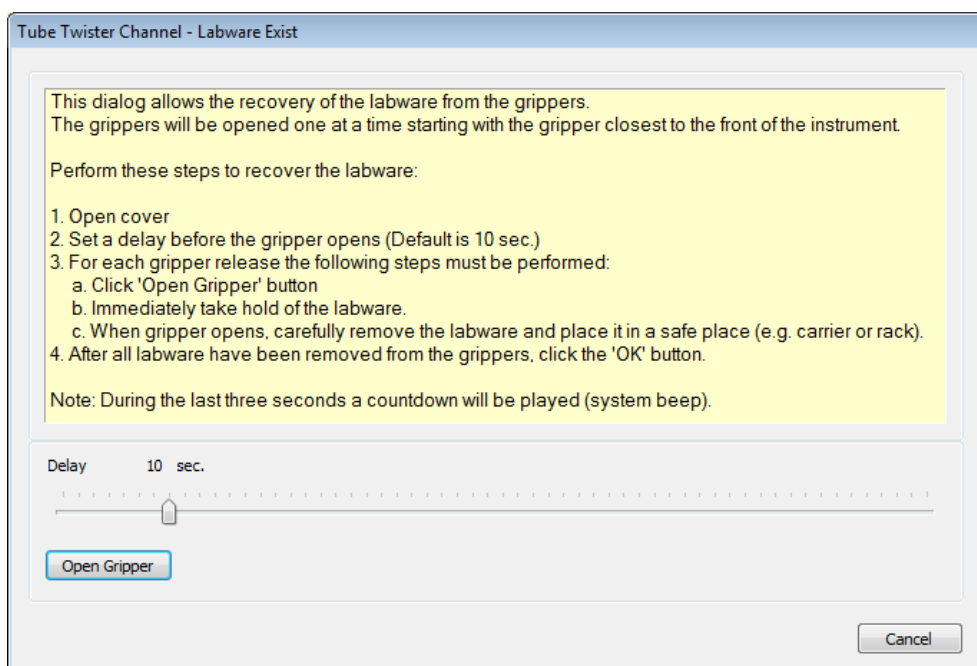 Tube Twister Channel - Labware Exist
This dialog allows the recovery of the labware from the grippers.
The grippers will be opened one at a time starting with the gripper closest to the front of the instrument.
Perform these steps to recover the labware:
1. Open cover
2. Set a delay before the gripper opens (Default is 10 sec.)
3. For each gripper release the following steps must be performed:
a. Click 'Open Gripper' button
b. Immediately take hold of the labware.
c. When gripper opens, carefully remove the labware and place it in a safe place (e.g. carrier or rack).
4. After all labware have been removed from the grippers, click the 'OK' button.
Note: During the last three seconds a countdown will be played (system beep).
Delay 10 sec.
Open Gripper
Cancel